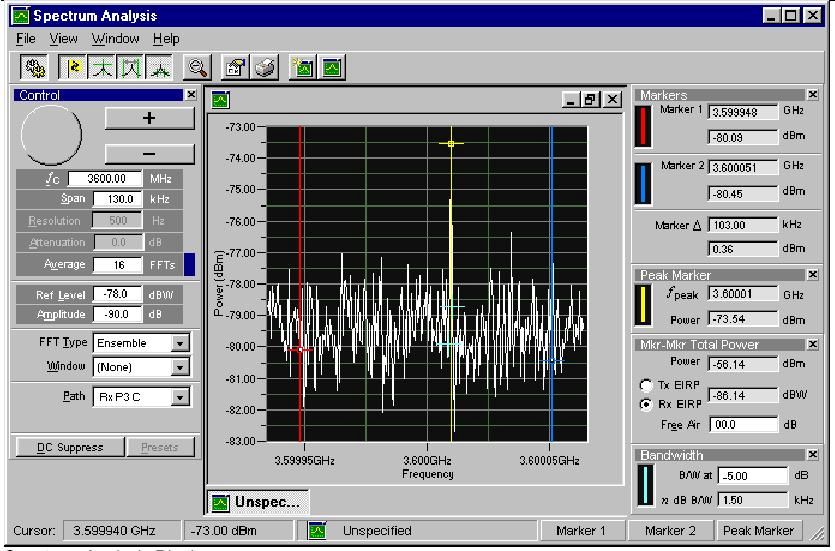 Spectrum Analysis
File View Window Help
Control
+
–
fc 3600.00 MHz
Span 130.0 kHz
Resolution 500 Hz
Attenuation 0.0 dB
Average 16 FFTs
Ref Level -78.0 dBW
Amplitude -90.0 dB
FFT Type Ensemble
Window (None)
Path Rx P3 C
DC Suppress Presets
-73.00
-74.00
-75.00
-76.00
-77.00
-78.00
-79.00
-80.00
-81.00
-82.00
-83.00
Power (dBm)
3.59995GHz 3.600GHz 3.60005GHz
Frequency
Unspec...
Markers
Marker 1 3.599948 GHz
-80.09 dBm
Marker 2 3.600051 GHz
-80.45 dBm
Marker Δ 103.00 kHz
0.36 dBm
Peak Marker
fpeak 3.60001 GHz
Power -73.54 dBm
Mkr-Mkr Total Power
Power -56.14 dBm
Tx EIRP
Rx EIRP -86.14 dBW
Free Air 00.0 dB
Bandwidth
B/W at -5.00 dB
n dB B/W 1.50 kHz
Cursor: 3.599940 GHz -73.00 dBm Unspecified Marker 1 Marker 2 Peak Marker